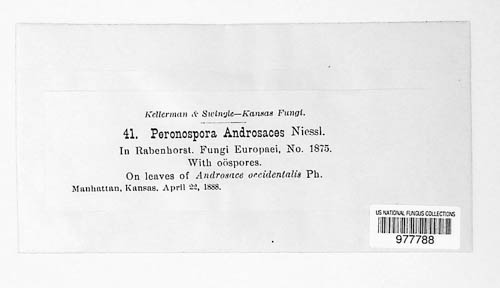 Kellerman & Swingle—Kansas Fungi.
41. Peronospora Androsaces Niessl.
In Rabenhorst. Fungi Europaei, No. 1875.
With oöspores.
On leaves of Androsace occidentalis Ph.
Manhattan, Kansas. April 22, 1888.
US NATIONAL FUNGUS COLLECTIONS
977788